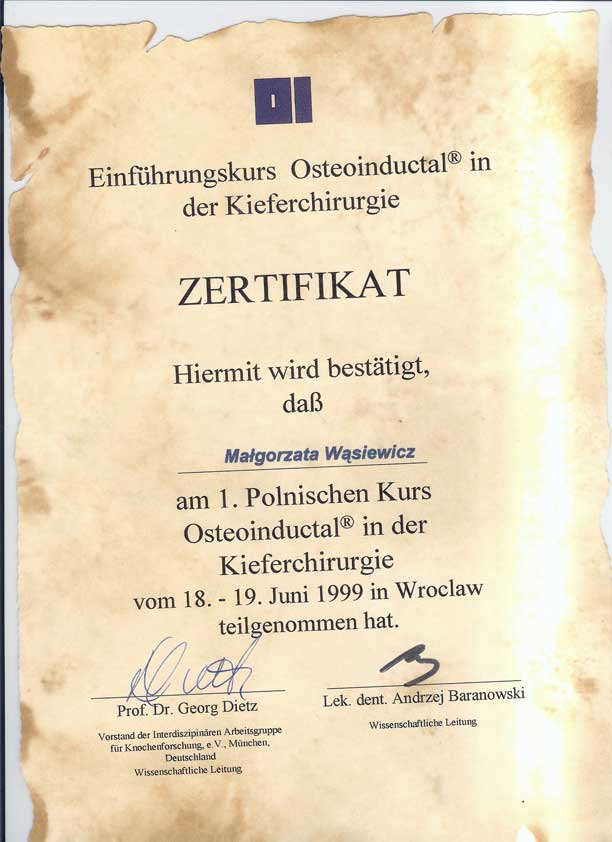 OI
Einführungskurs Osteoinductal® in
der Kieferchirurgie
ZERTIFIKAT
Hiermit wird bestätigt,
daß
Małgorzata Wąsiewicz
am 1. Polnischen Kurs
Osteoinductal® in der
Kieferchirurgie
vom 18. - 19. Juni 1999 in Wroclaw
teilgenommen hat.
Prof. Dr. Georg Dietz
Vorstand der Interdiszipinären Arbeitsgruppe
für Knochenforschung, e.V., München,
Deutschland
Wissenschaftliche Leitung
Lek. dent. Andrzej Baranowski
Wissenschaftliche Leitung